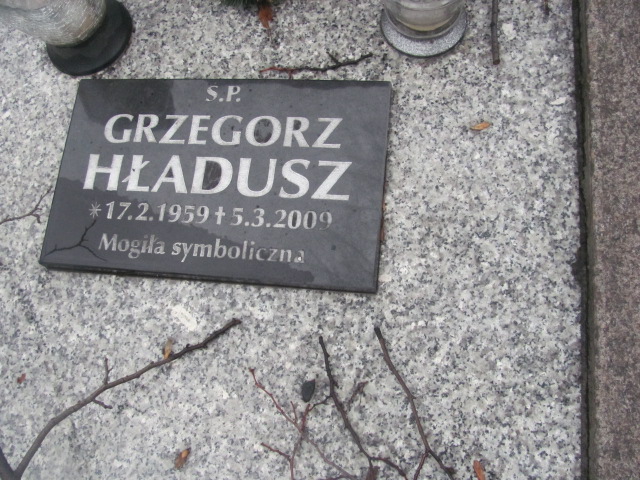 S.P.
GRZEGORZ
HŁADUSZ
*17.2.1959 † 5.3.2009
Mogiła symboliczna